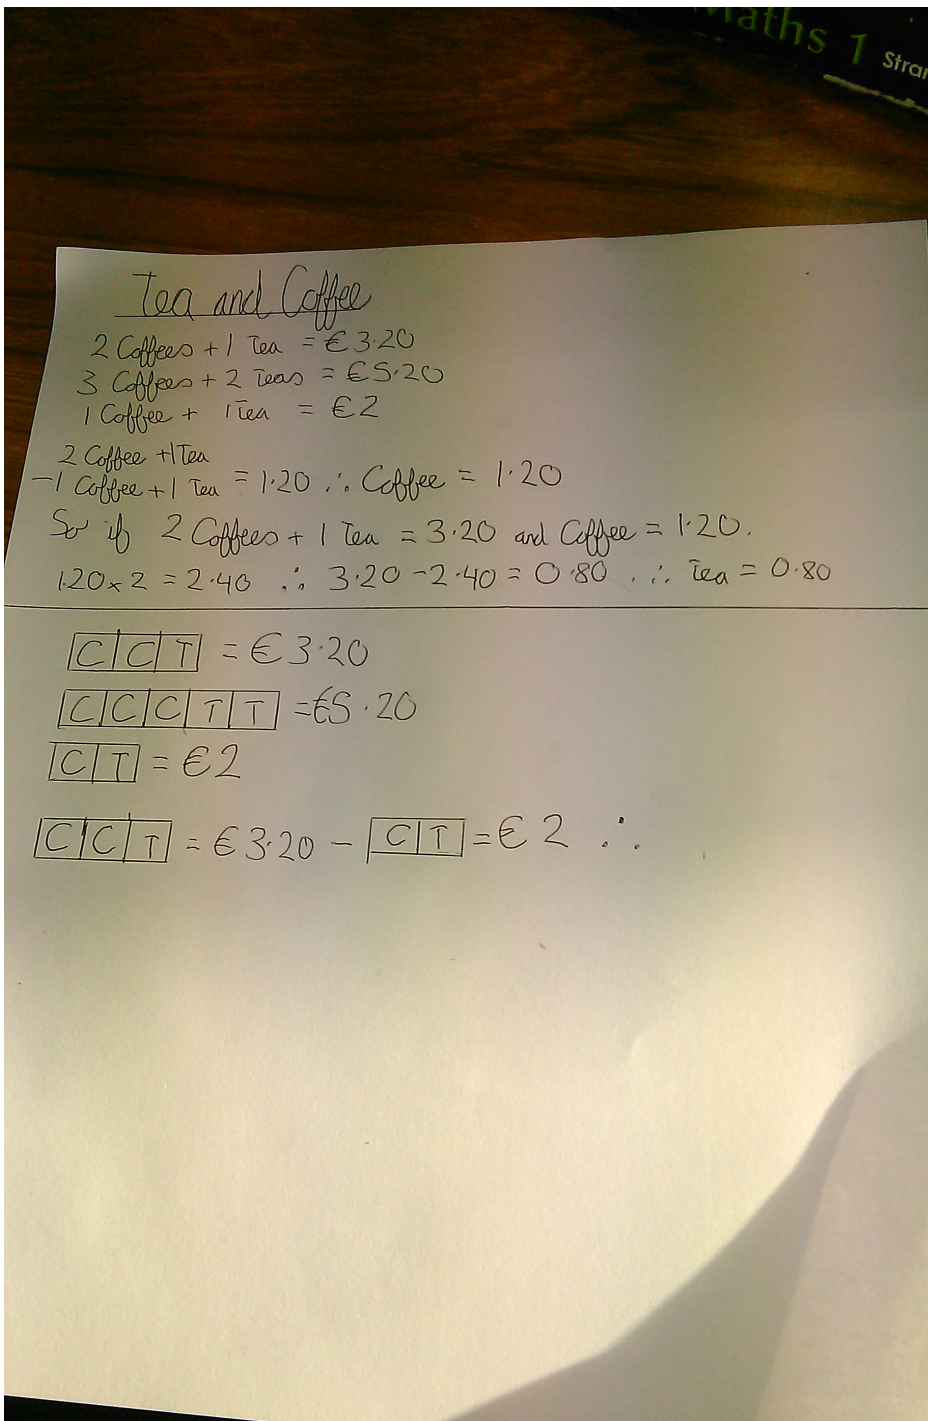 Maths 1 Stran
Tea and Coffee
2 Coffees + 1 Tea = €3.20
3 Coffees + 2 Teas = €5.20
1 Coffee + 1 Tea = €2
2 Coffee +1 Tea
-1 Coffee + 1 Tea = 1.20 ∴ Coffee = 1.20
So if 2 Coffees + 1 Tea = 3.20 and Coffee = 1.20.
1.20 x 2 = 2.40 ∴ 3.20 - 2.40 = 0.80 ∴ Tea = 0.80
C C T = €3.20
C C C T T = €5.20
C T = €2
C C T = €3.20 - C T = €2 ∴